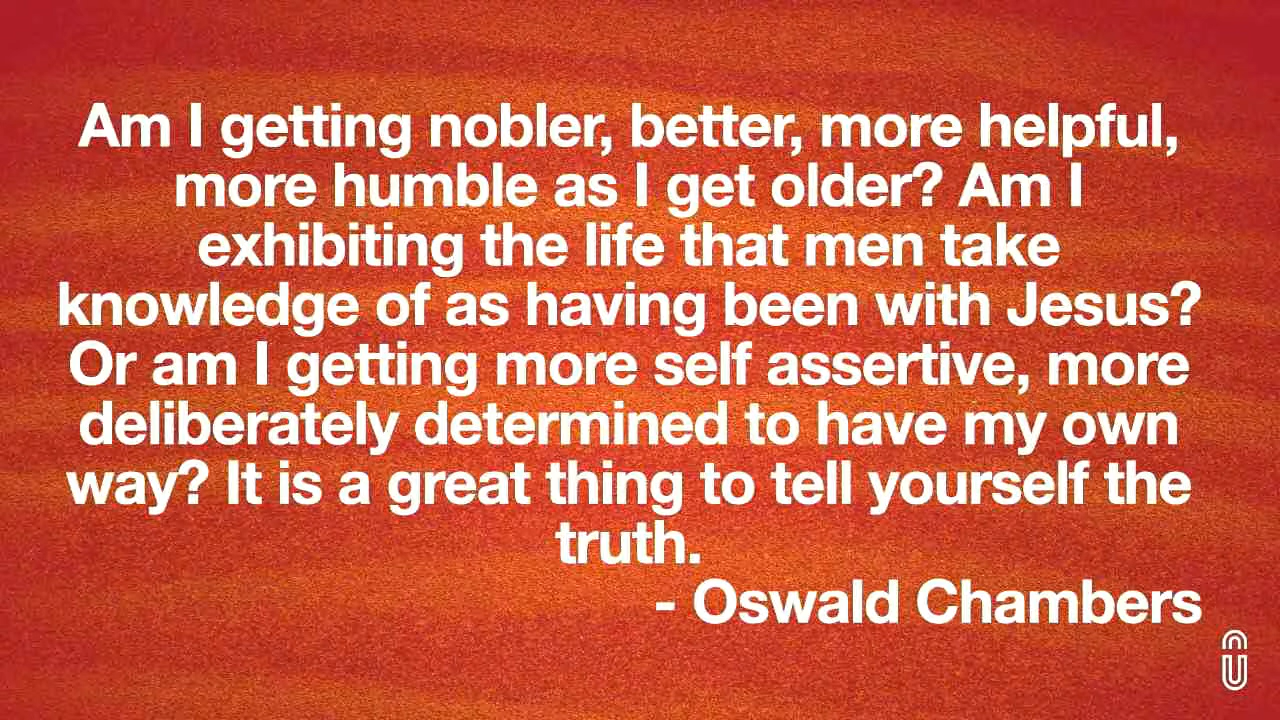 Am I getting nobler, better, more helpful,
more humble as I get older? Am I
exhibiting the life that men take
knowledge of as having been with Jesus?
Or am I getting more self assertive, more
deliberately determined to have my own
way? It is a great thing to tell yourself the
truth.
- Oswald Chambers